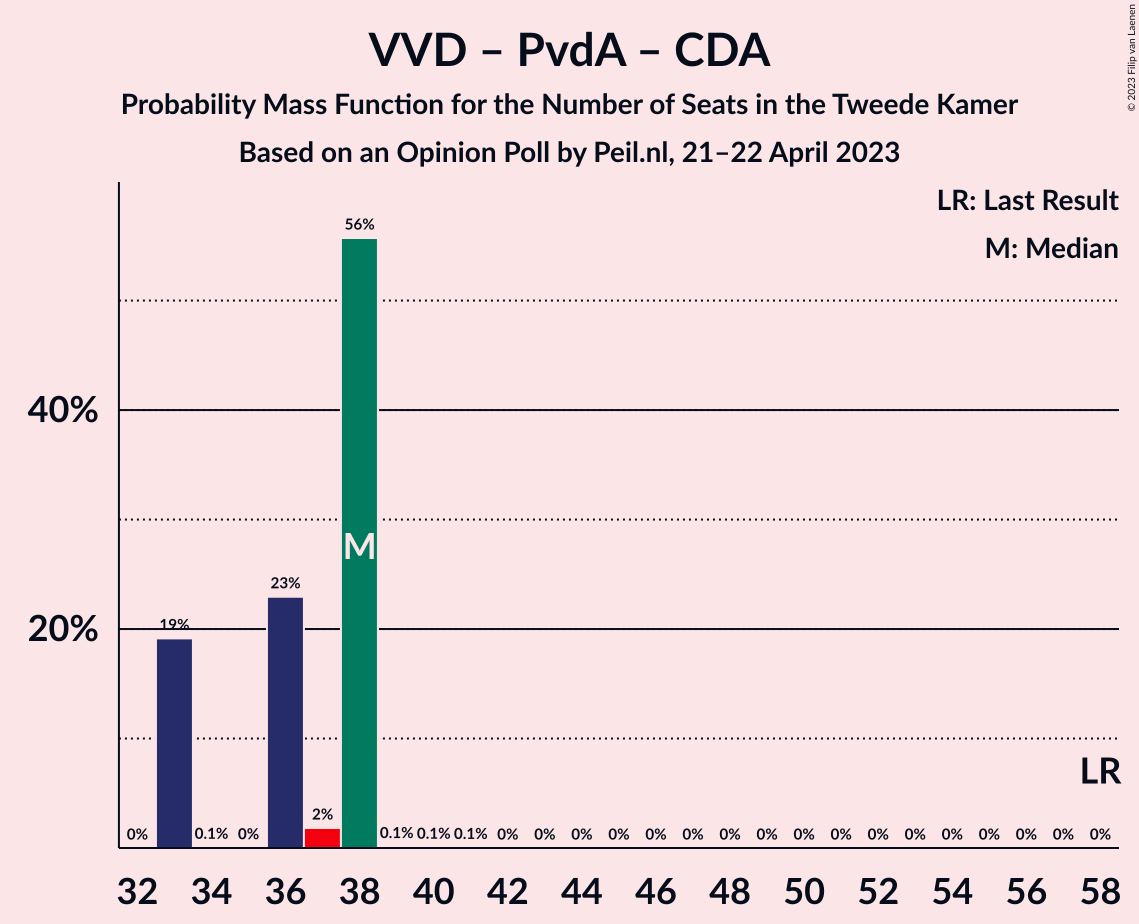 VVD – PvdA – CDA
Probability Mass Function for the Number of Seats in the Tweede Kamer
Based on an Opinion Poll by Peil.nl, 21–22 April 2023
© 2023 Filip van Laenen
LR: Last Result
M: Median
56%
40%
M
23%
20%
19%
LR
2%
0% 0.1% 0% 0.1% 0.1% 0.1% 0% 0% 0% 0% 0% 0% 0% 0% 0% 0% 0% 0% 0% 0% 0% 0% 0%
32 34 36 38 40 42 44 46 48 50 52 54 56 58